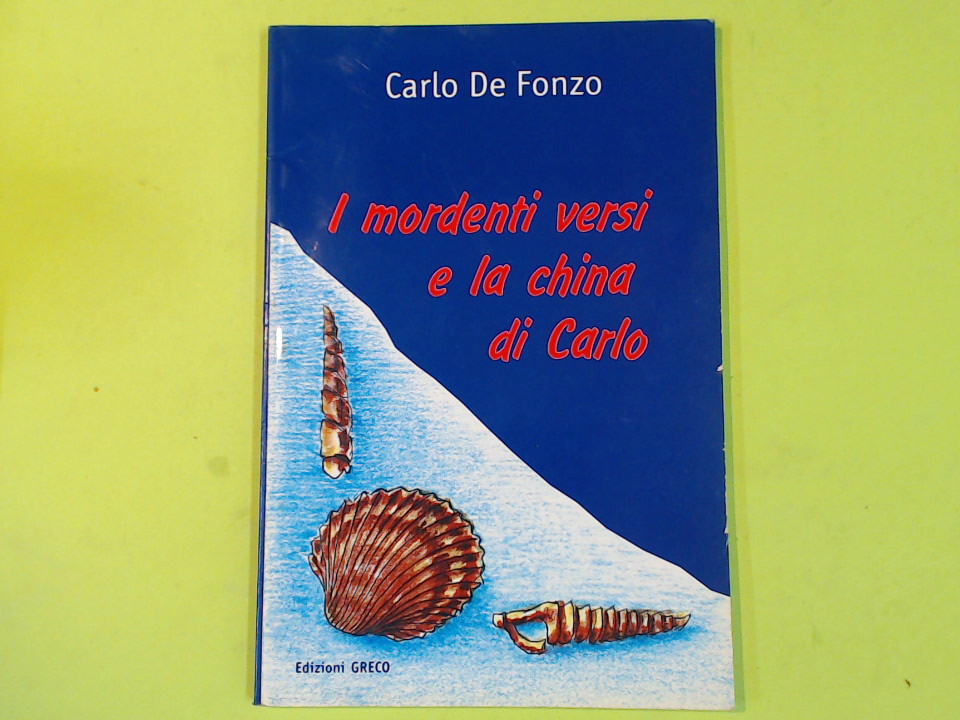 Carlo De Fonzo
I mordenti versi
e la china
di Carlo
Edizioni GRECO